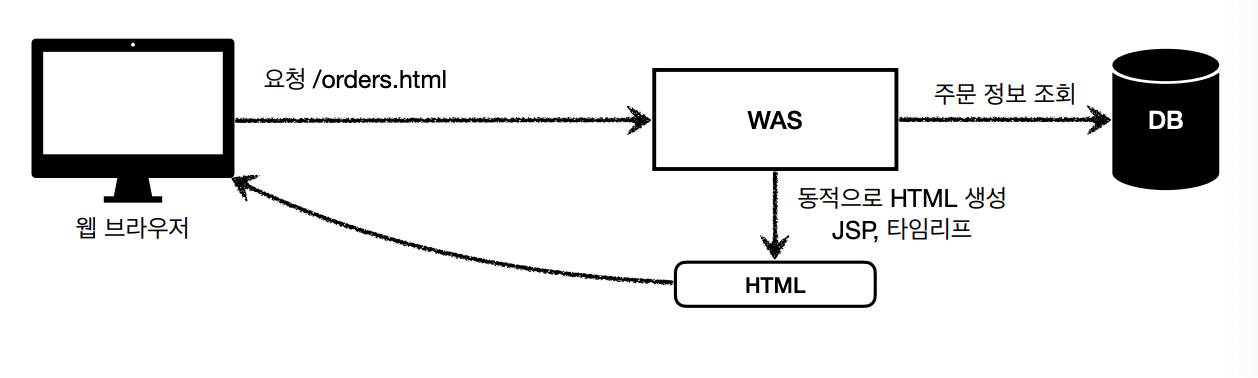 요청 /orders.html
주문 정보 조회
WAS
DB
동적으로 HTML 생성
JSP, 타임리프
웹 브라우저
HTML